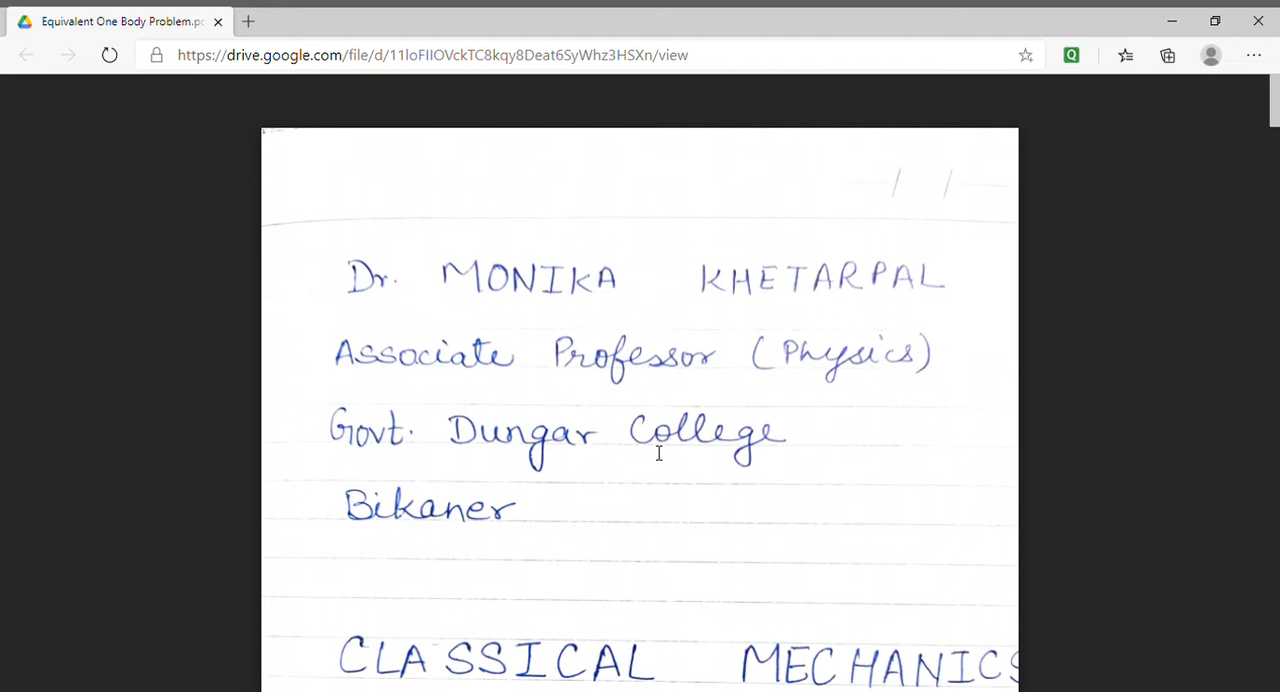 Equivalent One Body Problem.p
https://drive.google.com/file/d/11loFIIOVckTC8kqy8Deat6SyWhz3HSXn/view
Q
Dr. MONIKA KHETARPAL
Associate Professor (Physics)
Govt. Dungar College
Bikaner
CLASSICAL MECHANICS